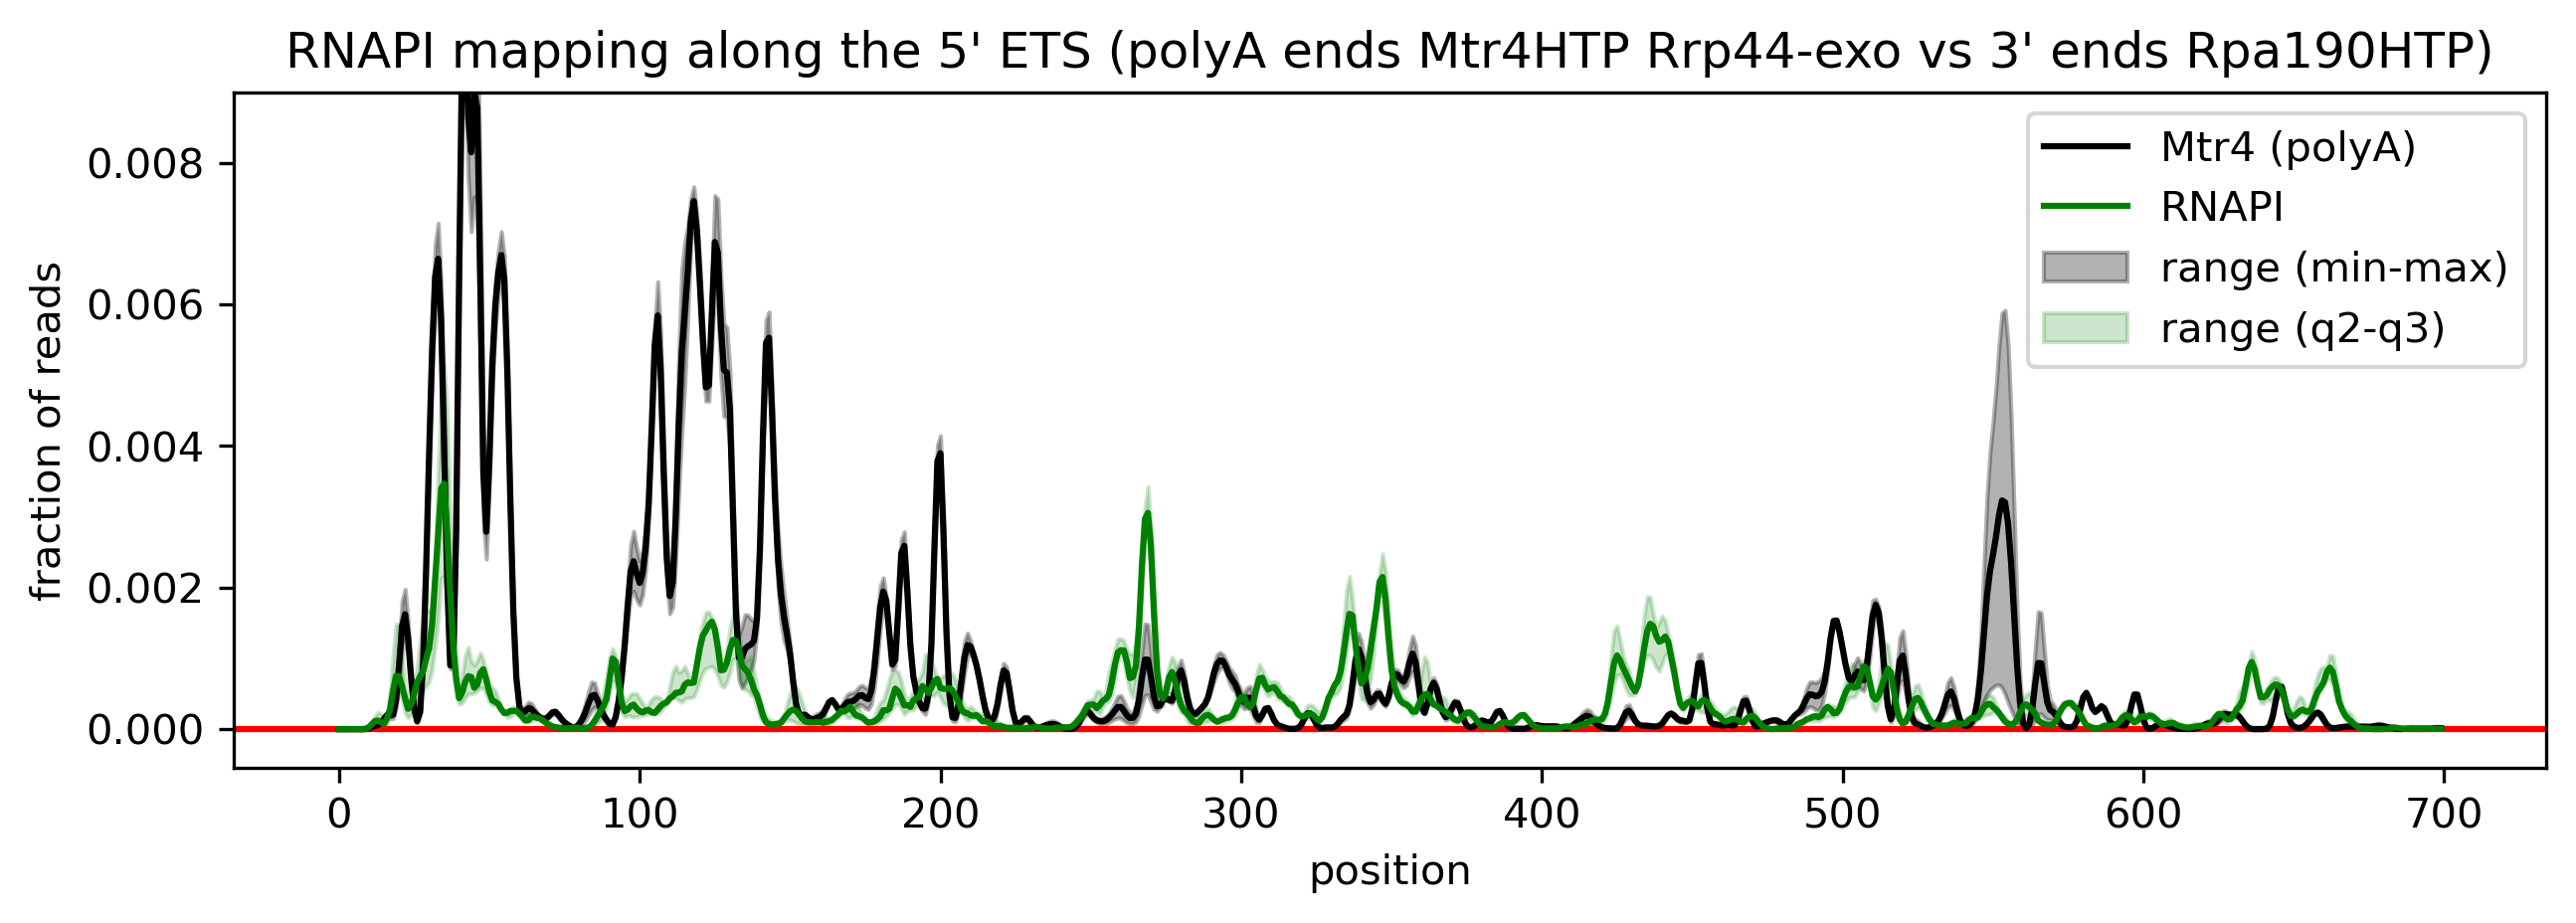 RNAPI mapping along the 5' ETS (polyA ends Mtr4HTP Rrp44-exo vs 3' ends Rpa190HTP)
Mtr4 (polyA)
RNAPI
range (min-max)
range (q2-q3)
fraction of reads
0.008
0.006
0.004
0.002
0.000
0 100 200 300 400 500 600 700
position